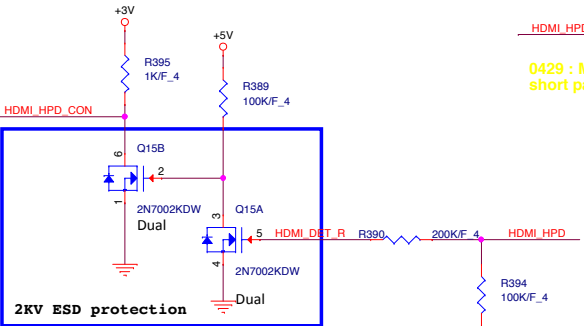 +3V
HDMI_HPD
+5V
R395
1K/F_4
0429 : M
short pa
R389
100K/F_4
HDMI_HPD_CON
6
Q15B
2
1
2N7002KDW
Dual
3
Q15A
5
HDMI_DET_R
R390
200K/F_4
HDMI_HPD
4
2N7002KDW
R394
100K/F_4
Dual
2KV ESD protection